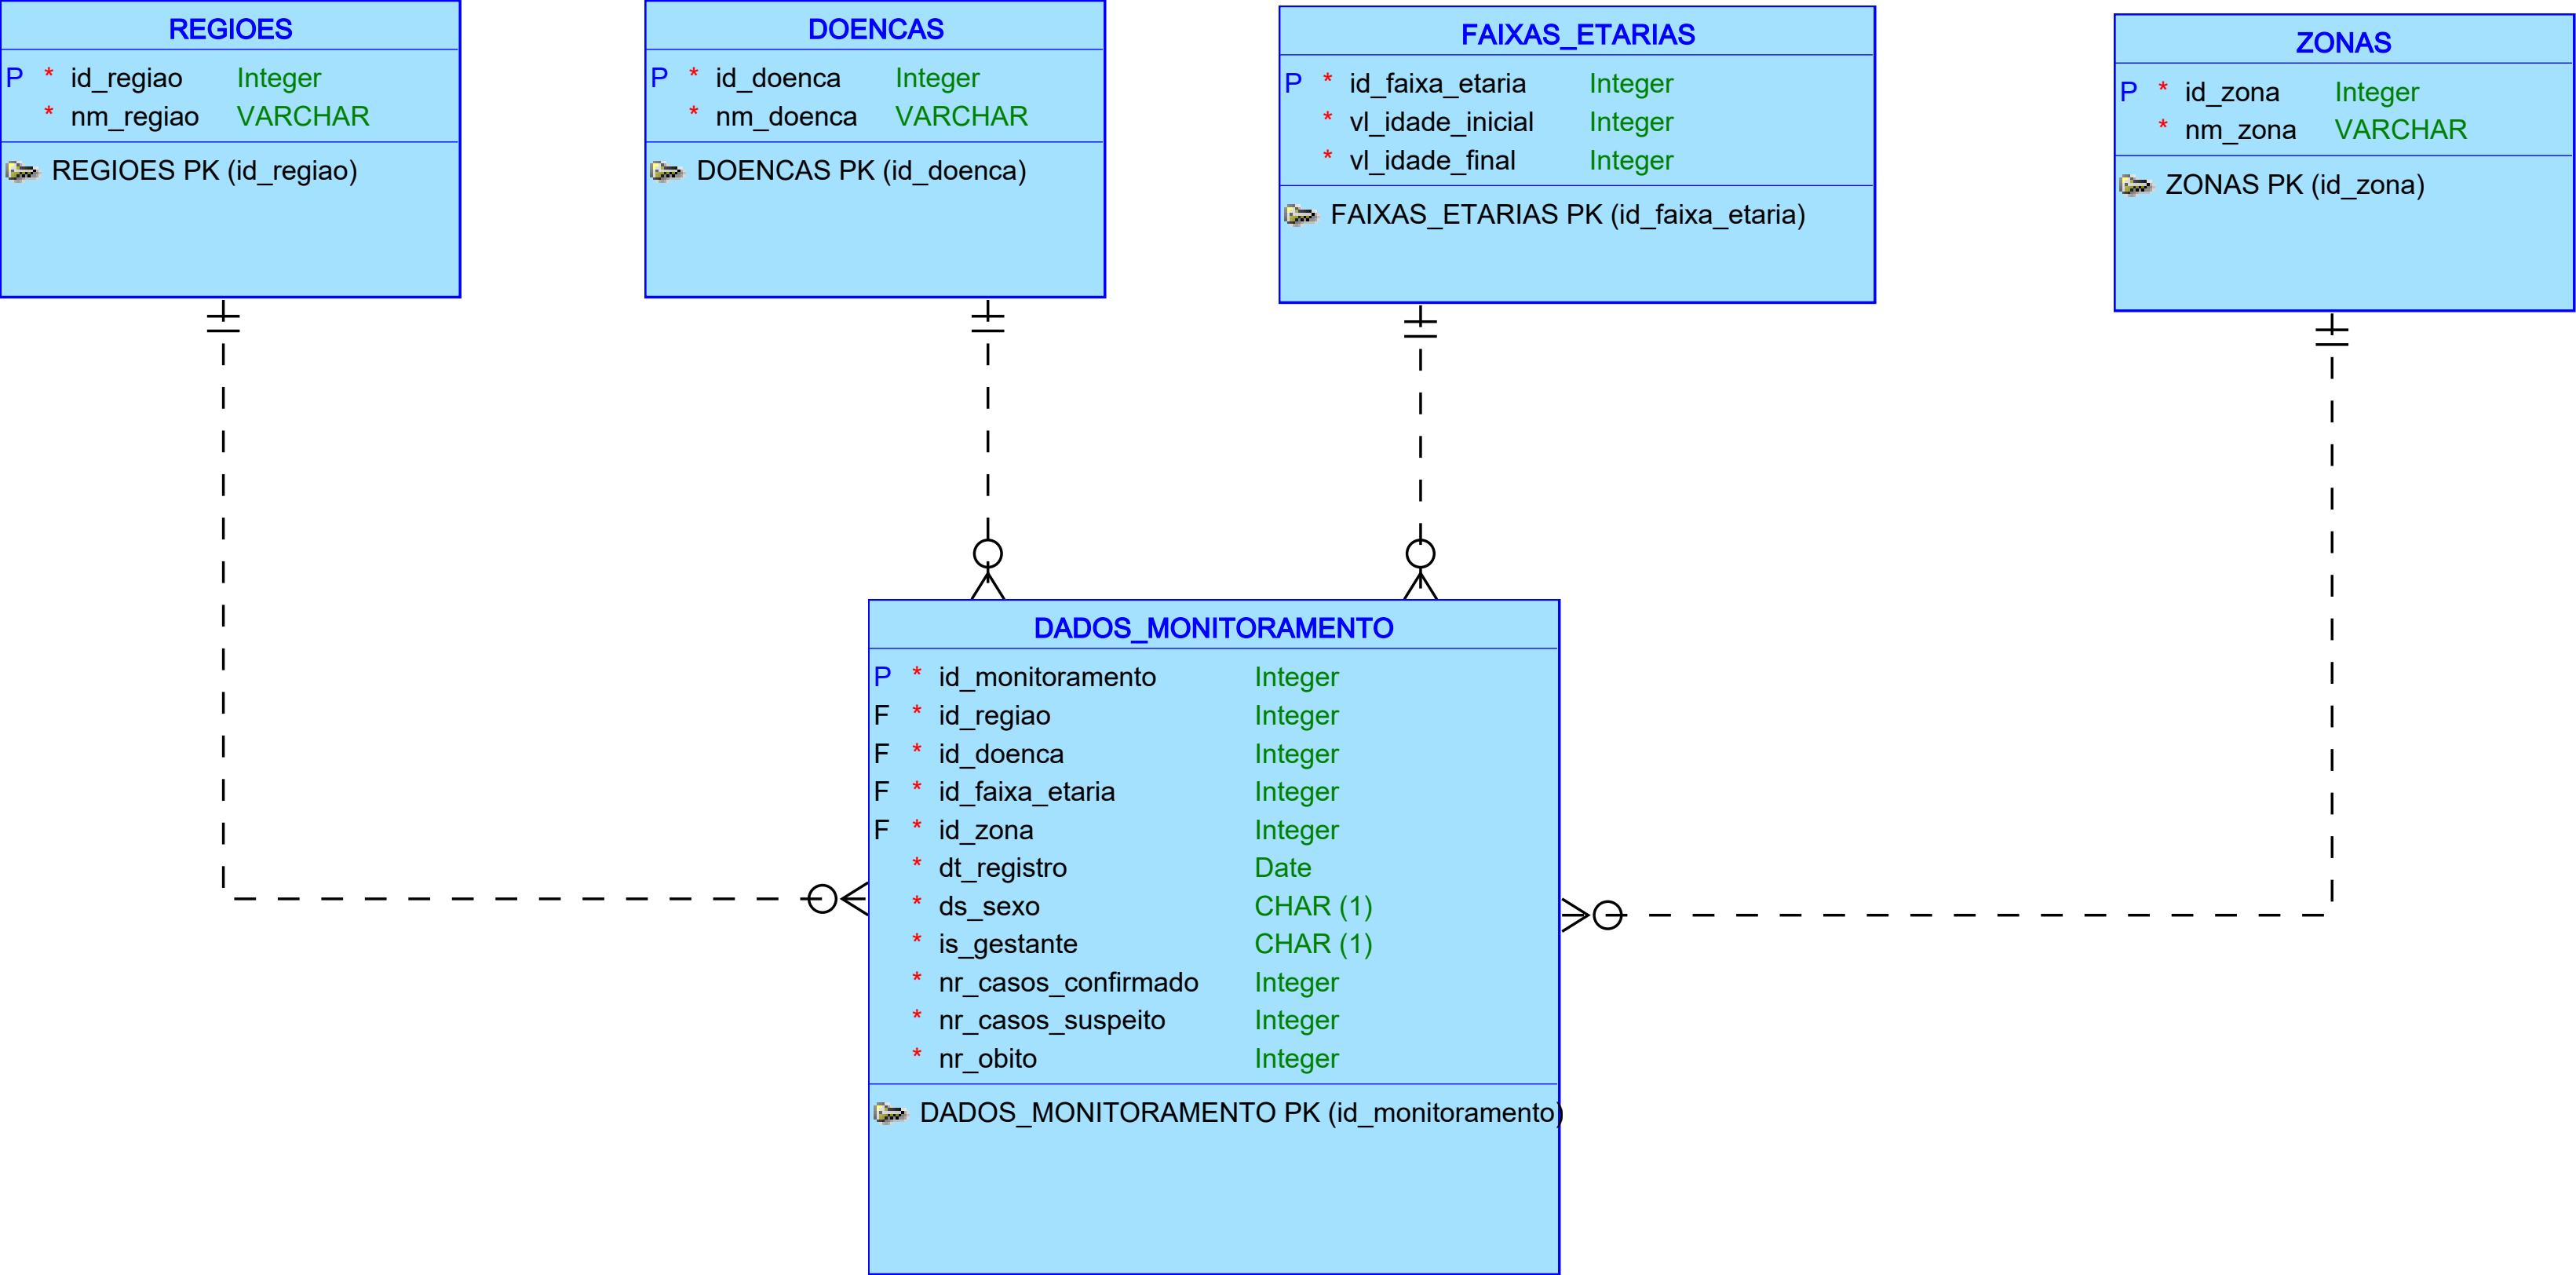 REGIOES
P * id_regiao Integer
* nm_regiao VARCHAR
REGIOES PK (id_regiao)
DOENCAS
P * id_doenca Integer
* nm_doenca VARCHAR
DOENCAS PK (id_doenca)
FAIXAS_ETARIAS
P * id_faixa_etaria Integer
* vl_idade_inicial Integer
* vl_idade_final Integer
FAIXAS_ETARIAS PK (id_faixa_etaria)
ZONAS
P * id_zona Integer
* nm_zona VARCHAR
ZONAS PK (id_zona)
DADOS_MONITORAMENTO
P * id_monitoramento Integer
F * id_regiao Integer
F * id_doenca Integer
F * id_faixa_etaria Integer
F * id_zona Integer
* dt_registro Date
* ds_sexo CHAR (1)
* is_gestante CHAR (1)
* nr_casos_confirmado Integer
* nr_casos_suspeito Integer
* nr_obito Integer
DADOS_MONITORAMENTO PK (id_monitoramento)